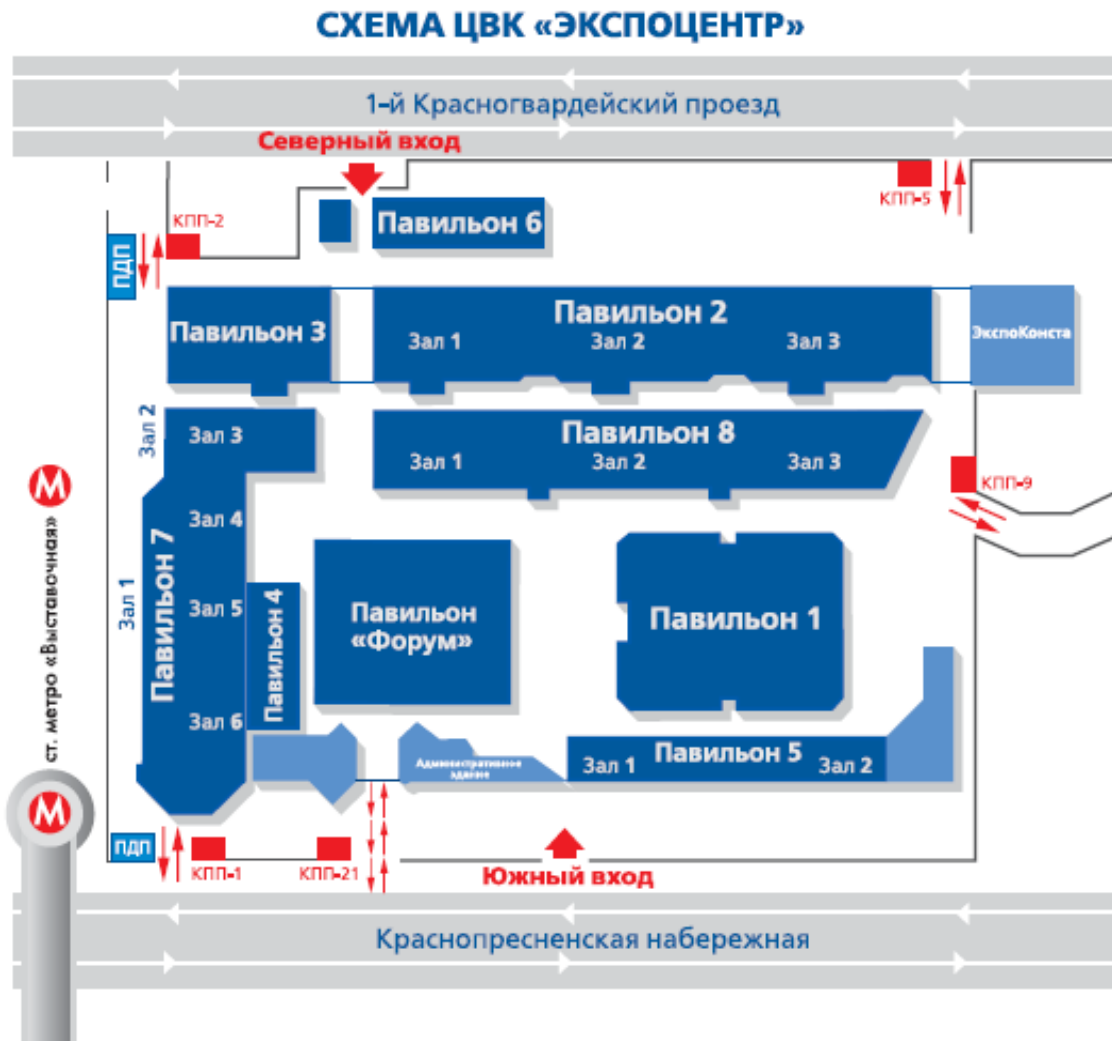 СХЕМА ЦВК «ЭКСПОЦЕНТР»
1-й Красногвардейский проезд
Северный вход
КПП-5
КПП-2
Павильон 6
ПДП
Павильон 3
Павильон 2
Зал 1
Зал 2
Зал 3
ЭкспоКонста
Зал 2
Зал 3
Павильон 8
Зал 1
Зал 2
Зал 3
М
КПП-9
ст. метро «Выставочная»
Зал 1
Павильон 7
Зал 4
Зал 5
Зал 6
Павильон 4
Павильон
«Форум»
Павильон 1
Административное
здание
Павильон 5
Зал 1
Зал 2
М
ПДП
КПП-1
КПП-21
Южный вход
Краснопресненская набережная